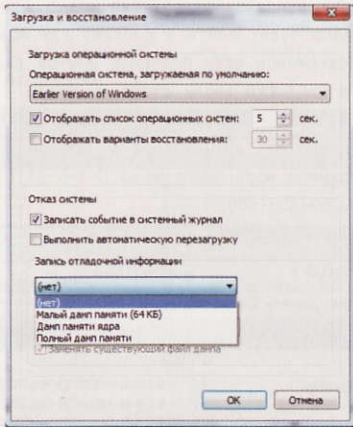 Загрузка и восстановление
Загрузка операционной системы
Операционная система, загружаемая по умолчанию:
Earlier Version of Windows
Отображать список операционных систем: 5 сек.
Отображать варианты восстановления: 30 сек.
Отказ системы
Записать событие в системный журнал
Выполнить автоматическую перезагрузку
Запись отладочной информации
(нет)
(нет)
Малый дамп памяти (64 КБ)
Дамп памяти ядра
Полный дамп памяти
Заменять существующий файл дампа
OK Отмена